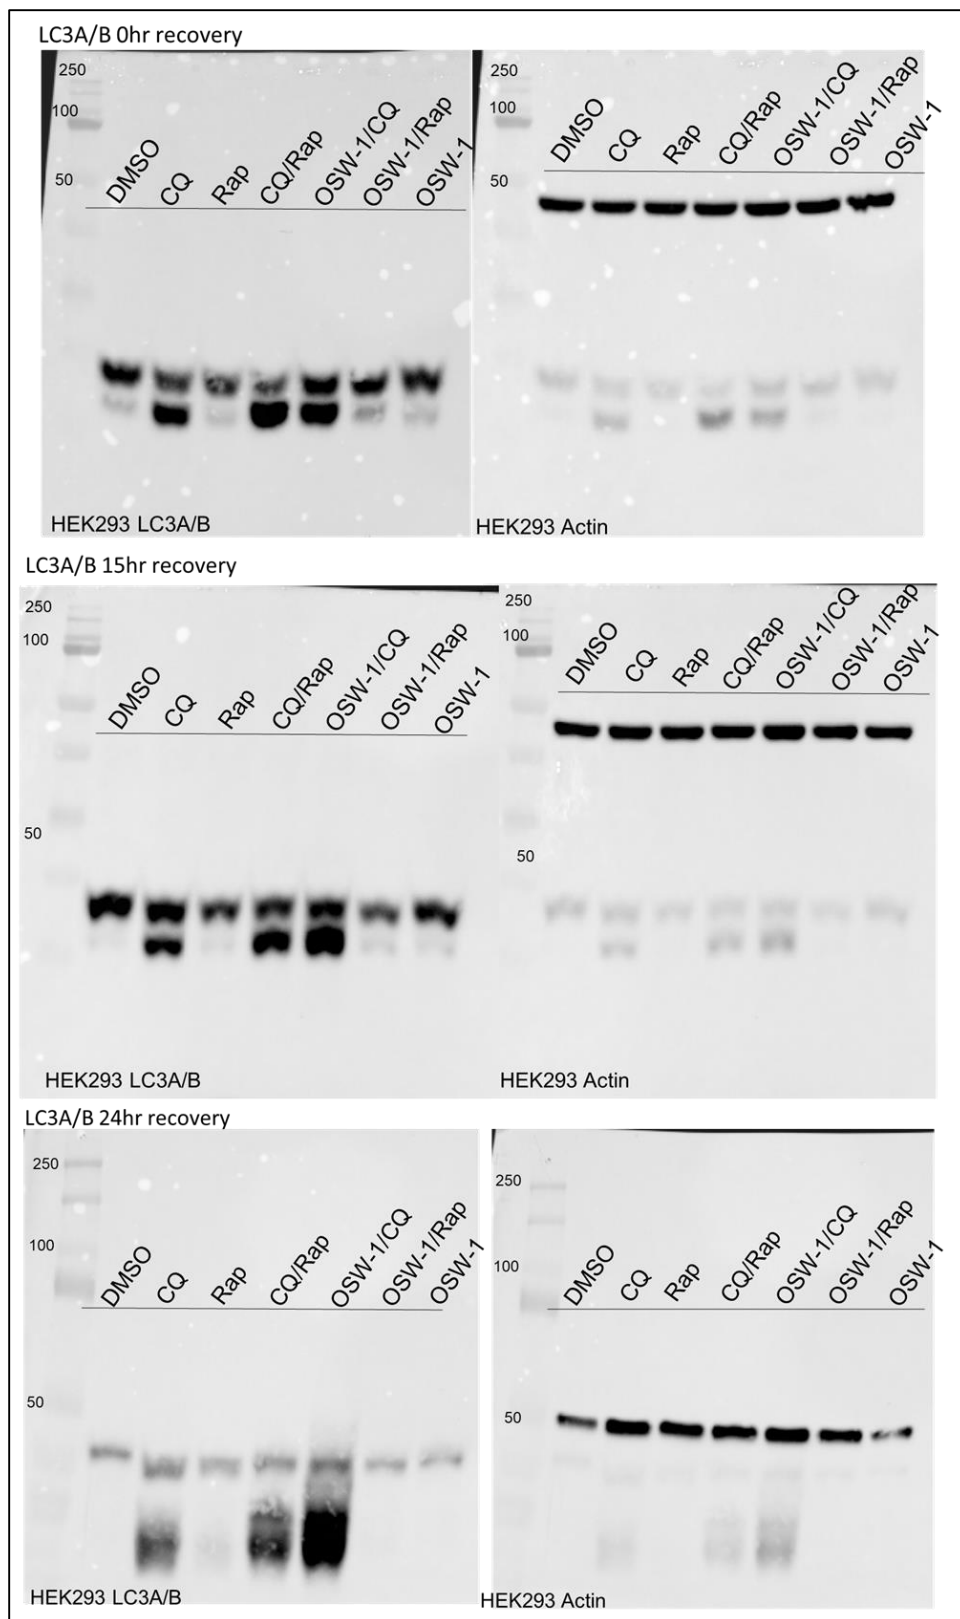 LC3A/B 0hr recovery
250
100
50
DMSO
CQ
Rap
CQ/Rap
OSW-1/CQ
OSW-1/Rap
OSW-1
HEK293 LC3A/B
250
100
50
DMSO
CQ
Rap
CQ/Rap
OSW-1/CQ
OSW-1/Rap
OSW-1
HEK293 Actin
LC3A/B 15hr recovery
250
100
50
DMSO
CQ
Rap
CQ/Rap
OSW-1/CQ
OSW-1/Rap
OSW-1
HEK293 LC3A/B
250
100
50
DMSO
CQ
Rap
CQ/Rap
OSW-1/CQ
OSW-1/Rap
OSW-1
HEK293 Actin
LC3A/B 24hr recovery
250
100
50
DMSO
CQ
Rap
CQ/Rap
OSW-1/CQ
OSW-1/Rap
OSW-1
HEK293 LC3A/B
250
100
50
DMSO
CQ
Rap
CQ/Rap
OSW-1/CQ
OSW-1/Rap
OSW-1
HEK293 Actin